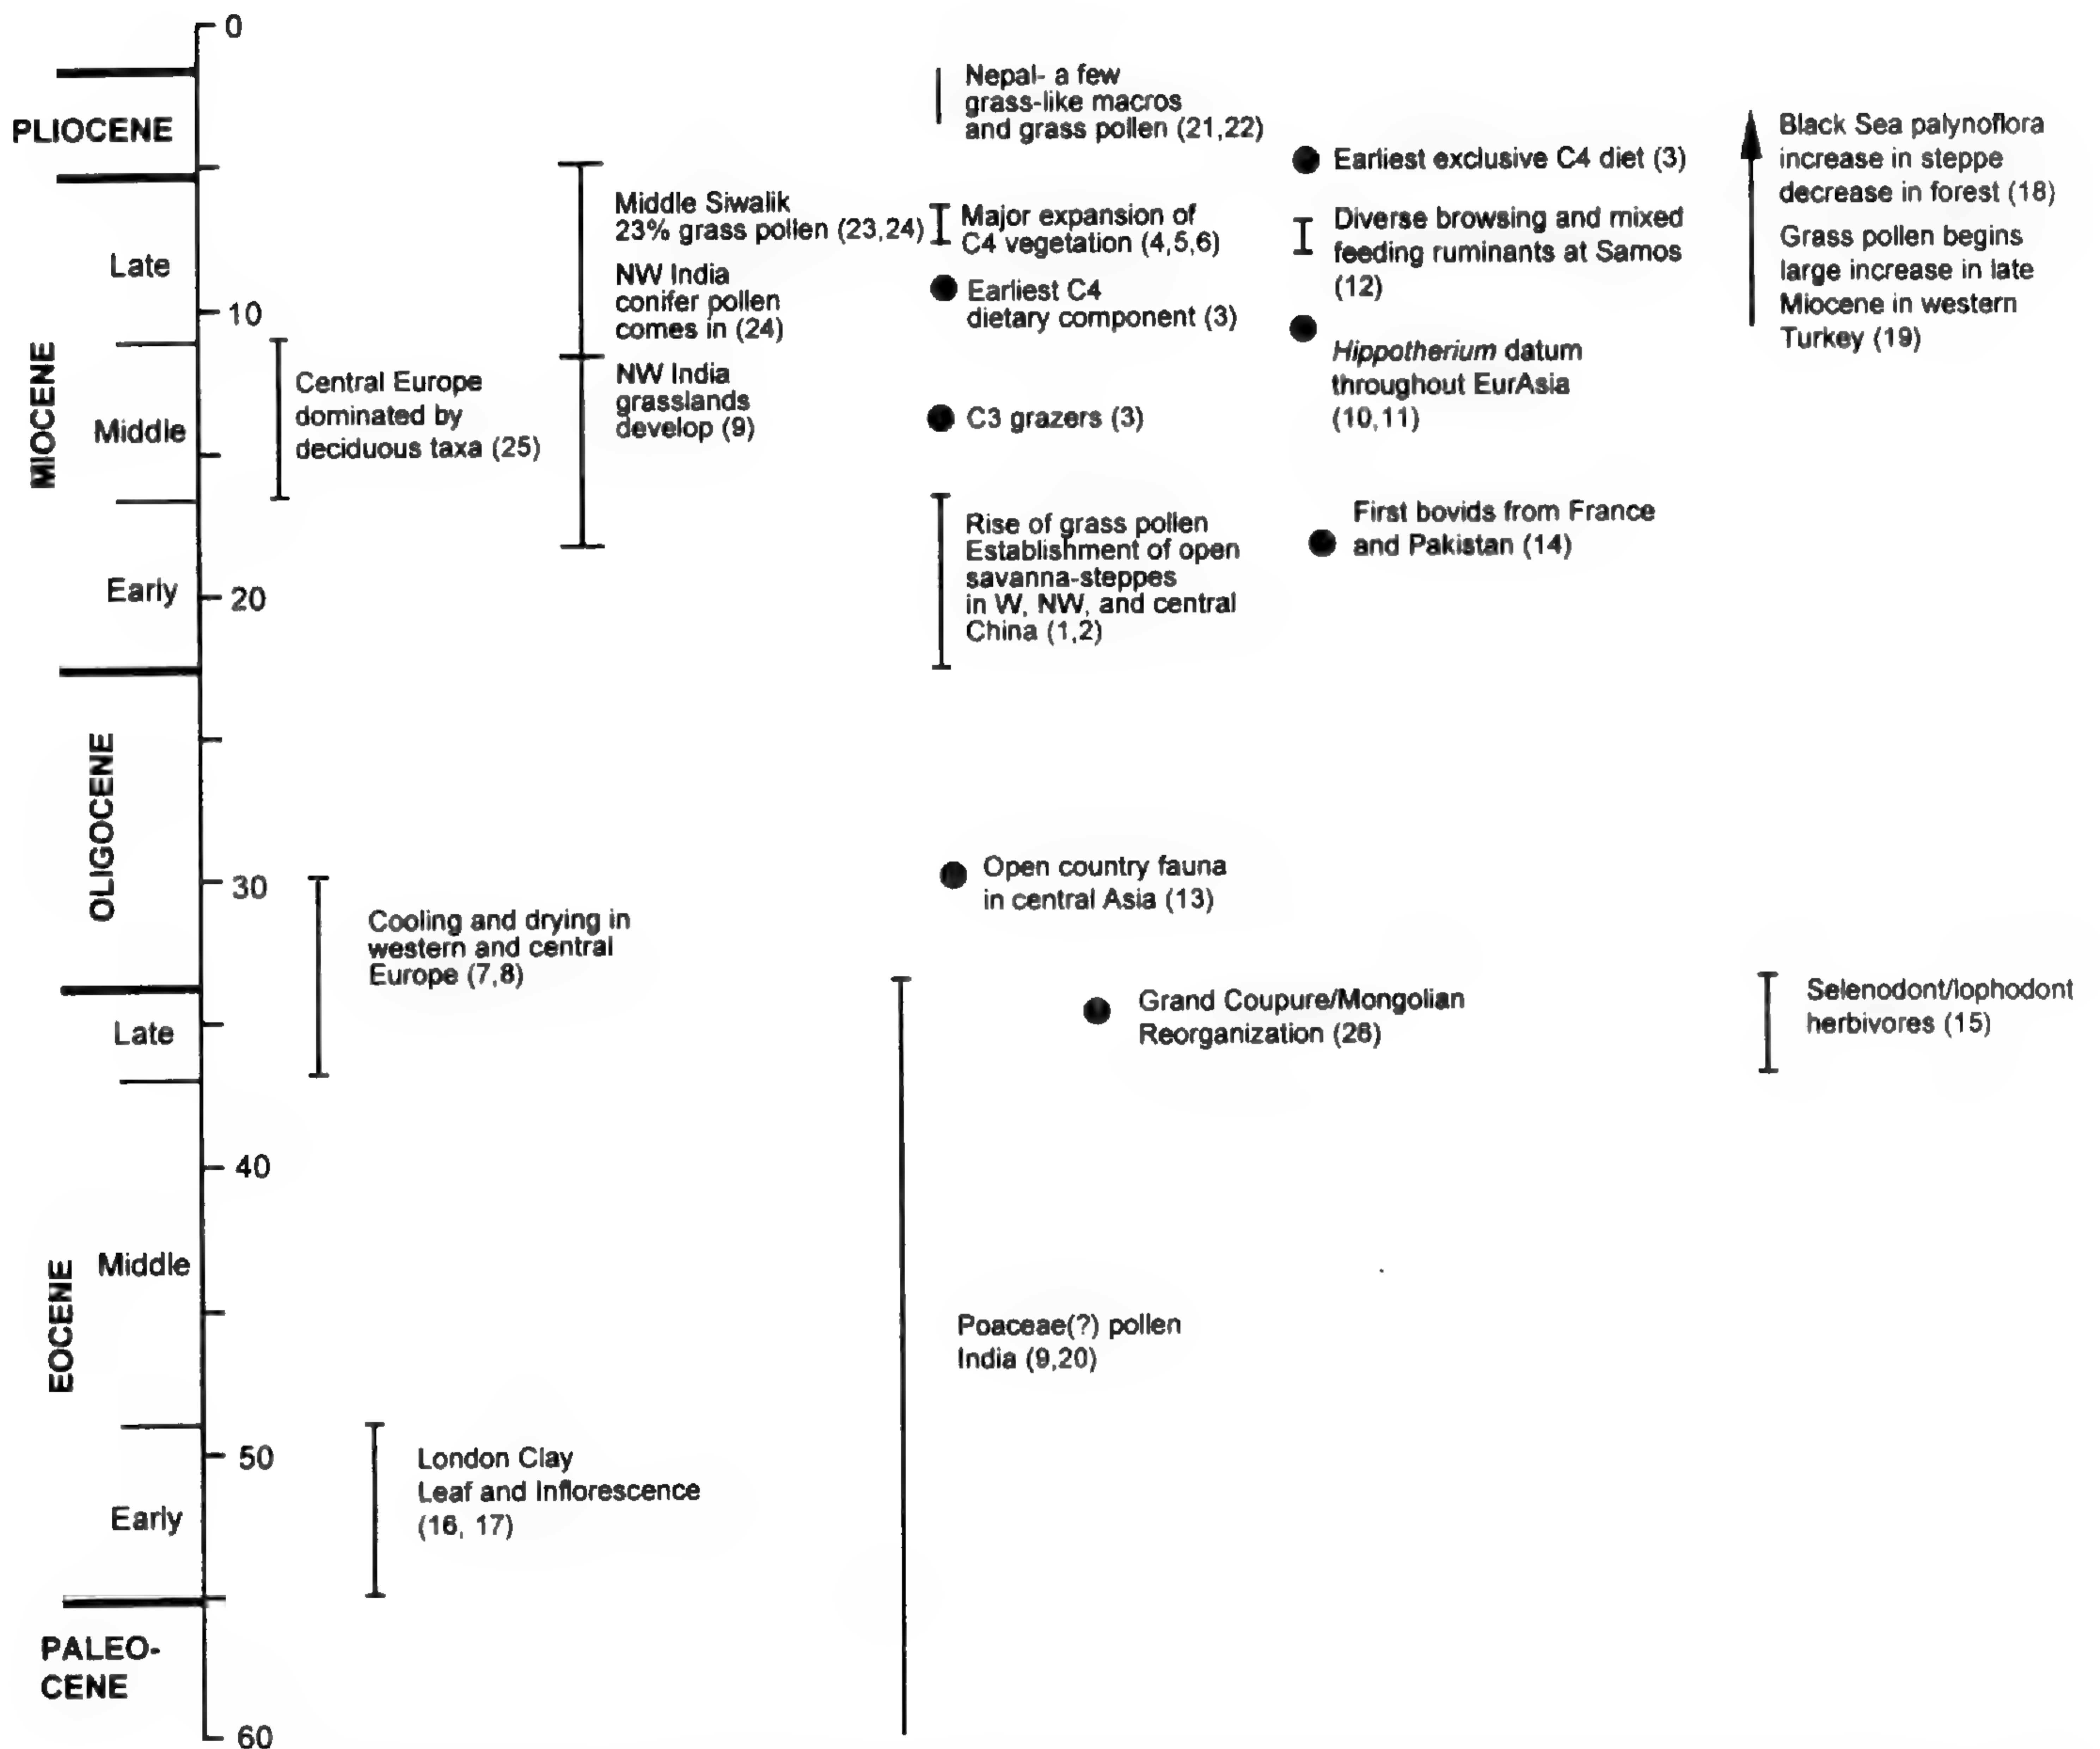 0
PLIOCENE
MIOCENE
Late
10
Middle
Early
20
OLIGOCENE
30
Late
40
EOCENE
Middle
50
Early
PALEO-
CENE
60
Central Europe
dominated by
deciduous taxa (25)
Middle Siwalik
23% grass pollen (23,24)
NW India
conifer pollen
comes in (24)
NW India
grasslands
develop (9)
Cooling and drying in
western and central
Europe (7,8)
London Clay
Leaf and Inflorescence
(16, 17)
Nepal- a few
grass-like macros
and grass pollen (21,22)
Major expansion of
C4 vegetation (4,5,6)
Earliest C4
dietary component (3)
C3 grazers (3)
Rise of grass pollen
Establishment of open
savanna-steppes
in W, NW, and central
China (1,2)
Open country fauna
in central Asia (13)
Grand Coupure/Mongolian
Reorganization (26)
Poaceae(?) pollen
India (9,20)
Earliest exclusive C4 diet (3)
Diverse browsing and mixed
feeding ruminants at Samos
(12)
Hippotherium datum
throughout EurAsia
(10,11)
First bovids from France
and Pakistan (14)
Black Sea palynoflora
increase in steppe
decrease in forest (18)
Grass pollen begins
large increase in late
Miocene in western
Turkey (19)
Selenodont/lophodont
herbivores (15)